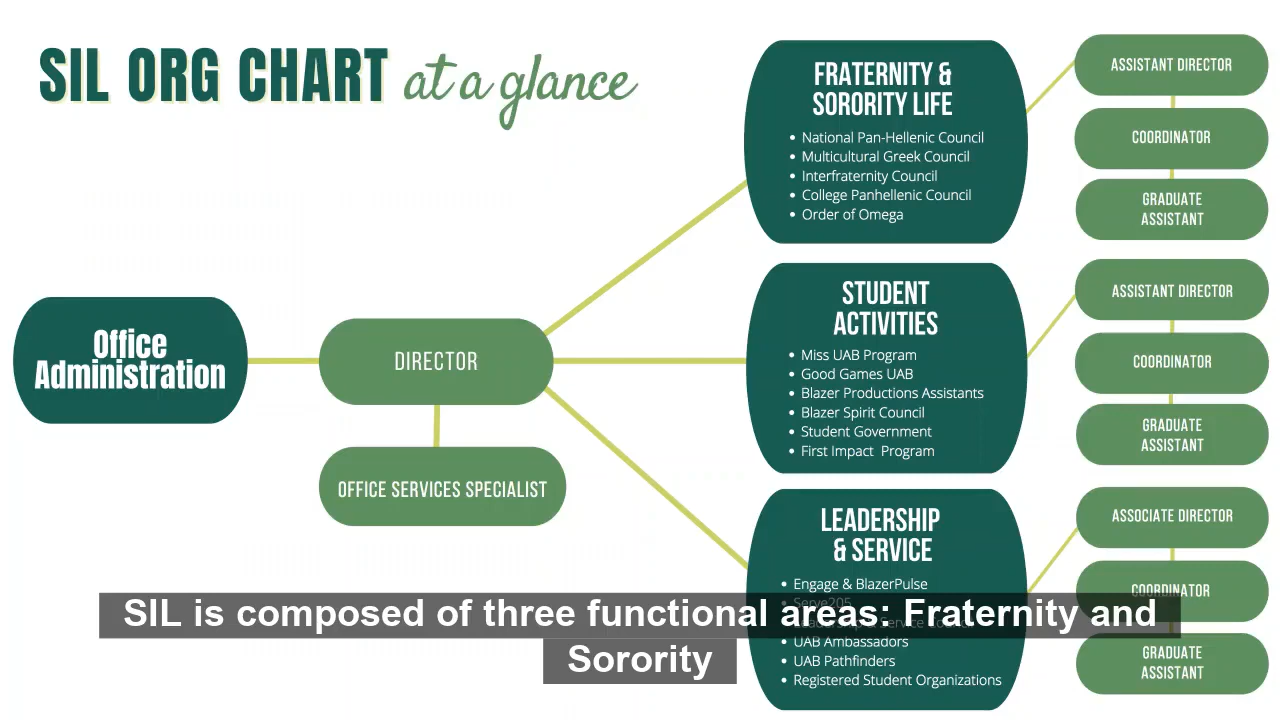 SIL ORG CHART at a glance
FRATERNITY &
SORORITY LIFE
• National Pan-Hellenic Council
• Multicultural Greek Council
• Interfraternity Council
• College Panhellenic Council
• Order of Omega
ASSISTANT DIRECTOR
COORDINATOR
GRADUATE
ASSISTANT
Office
Administration
DIRECTOR
OFFICE SERVICES SPECIALIST
STUDENT
ACTIVITIES
• Miss UAB Program
• Good Games UAB
• Blazer Productions Assistants
• Blazer Spirit Council
• Student Government
• First Impact Program
ASSISTANT DIRECTOR
COORDINATOR
GRADUATE
ASSISTANT
LEADERSHIP
& SERVICE
• Engage & BlazerPulse
• Serve205
Service
• UAB Ambassadors
• UAB Pathfinders
• Registered Student Organizations
ASSOCIATE DIRECTOR
COORDINATOR
GRADUATE
ASSISTANT
SIL is composed of three functional areas: Fraternity and
Sorority